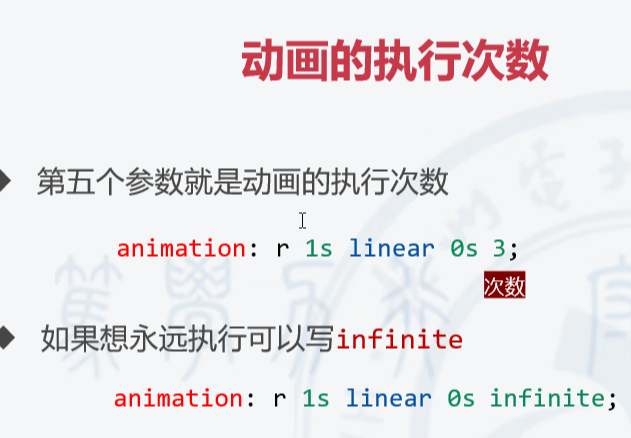 动画的执行次数
第五个参数就是动画的执行次数
animation: r 1s linear 0s 3;
次数
如果想永远执行可以写infinite
animation: r 1s linear 0s infinite;